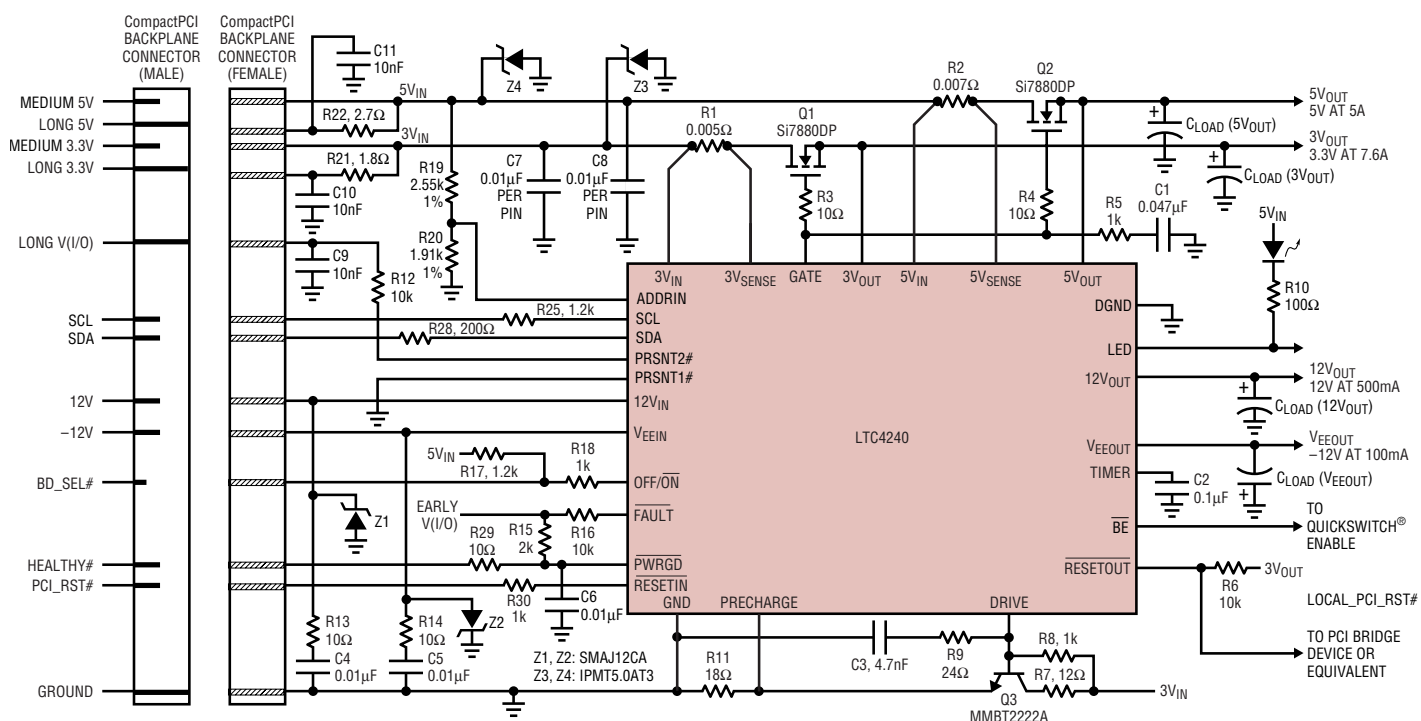 CompactPCI
BACKPLANE
CONNECTOR
(MALE)
CompactPCI
BACKPLANE
CONNECTOR
(FEMALE)
MEDIUM 5V
LONG 5V
MEDIUM 3.3V
LONG 3.3V
LONG V(I/O)
SCL
SDA
12V
–12V
BD_SEL#
HEALTHY#
PCI_RST#
GROUND
C11
10nF
R22, 2.7Ω
5VIN
3VIN
R21, 1.8Ω
C10
10nF
C9
10nF
R12
10k
R19
2.55k
1%
R20
1.91k
1%
Z4
Z3
C7
0.01µF
PER
PIN
C8
0.01µF
PER
PIN
R1
0.005Ω
Q1
Si7880DP
R3
10Ω
R2
0.007Ω
Q2
Si7880DP
R4
10Ω
R5
1k
C1
0.047µF
CLOAD (5VOUT)
CLOAD (3VOUT)
5VOUT
5V AT 5A
3VOUT
3.3V AT 7.6A
5VIN
R10
100Ω
R25, 1.2k
R28, 200Ω
3VIN
3VSENSE
GATE
3VOUT
5VIN
5VSENSE
5VOUT
ADDRIN
SCL
SDA
PRSNT2#
PRSNT1#
12VIN
VEEIN
OFF/ON
FAULT
PWRGD
RESETIN
GND
PRECHARGE
DRIVE
LTC4240
DGND
LED
12VOUT
VEEOUT
TIMER
BE
RESETOUT
12VOUT
12V AT 500mA
CLOAD (12VOUT)
VEEOUT
–12V AT 100mA
CLOAD (VEEOUT)
C2
0.1µF
TO
QUICKSWITCH®
ENABLE
R6
10k
3VOUT
LOCAL_PCI_RST#
TO PCI BRIDGE
DEVICE OR
EQUIVALENT
5VIN
R17, 1.2k
R18
1k
EARLY
V(I/O)
R15
2k
R16
10k
R29
10Ω
R30
1k
C6
0.01µF
Z1
Z2
R13
10Ω
C4
0.01µF
R14
10Ω
C5
0.01µF
Z1, Z2: SMAJ12CA
Z3, Z4: IPMT5.0AT3
R11
18Ω
C3, 4.7nF
R9
24Ω
R8, 1k
R7, 12Ω
Q3
MMBT2222A
3VIN